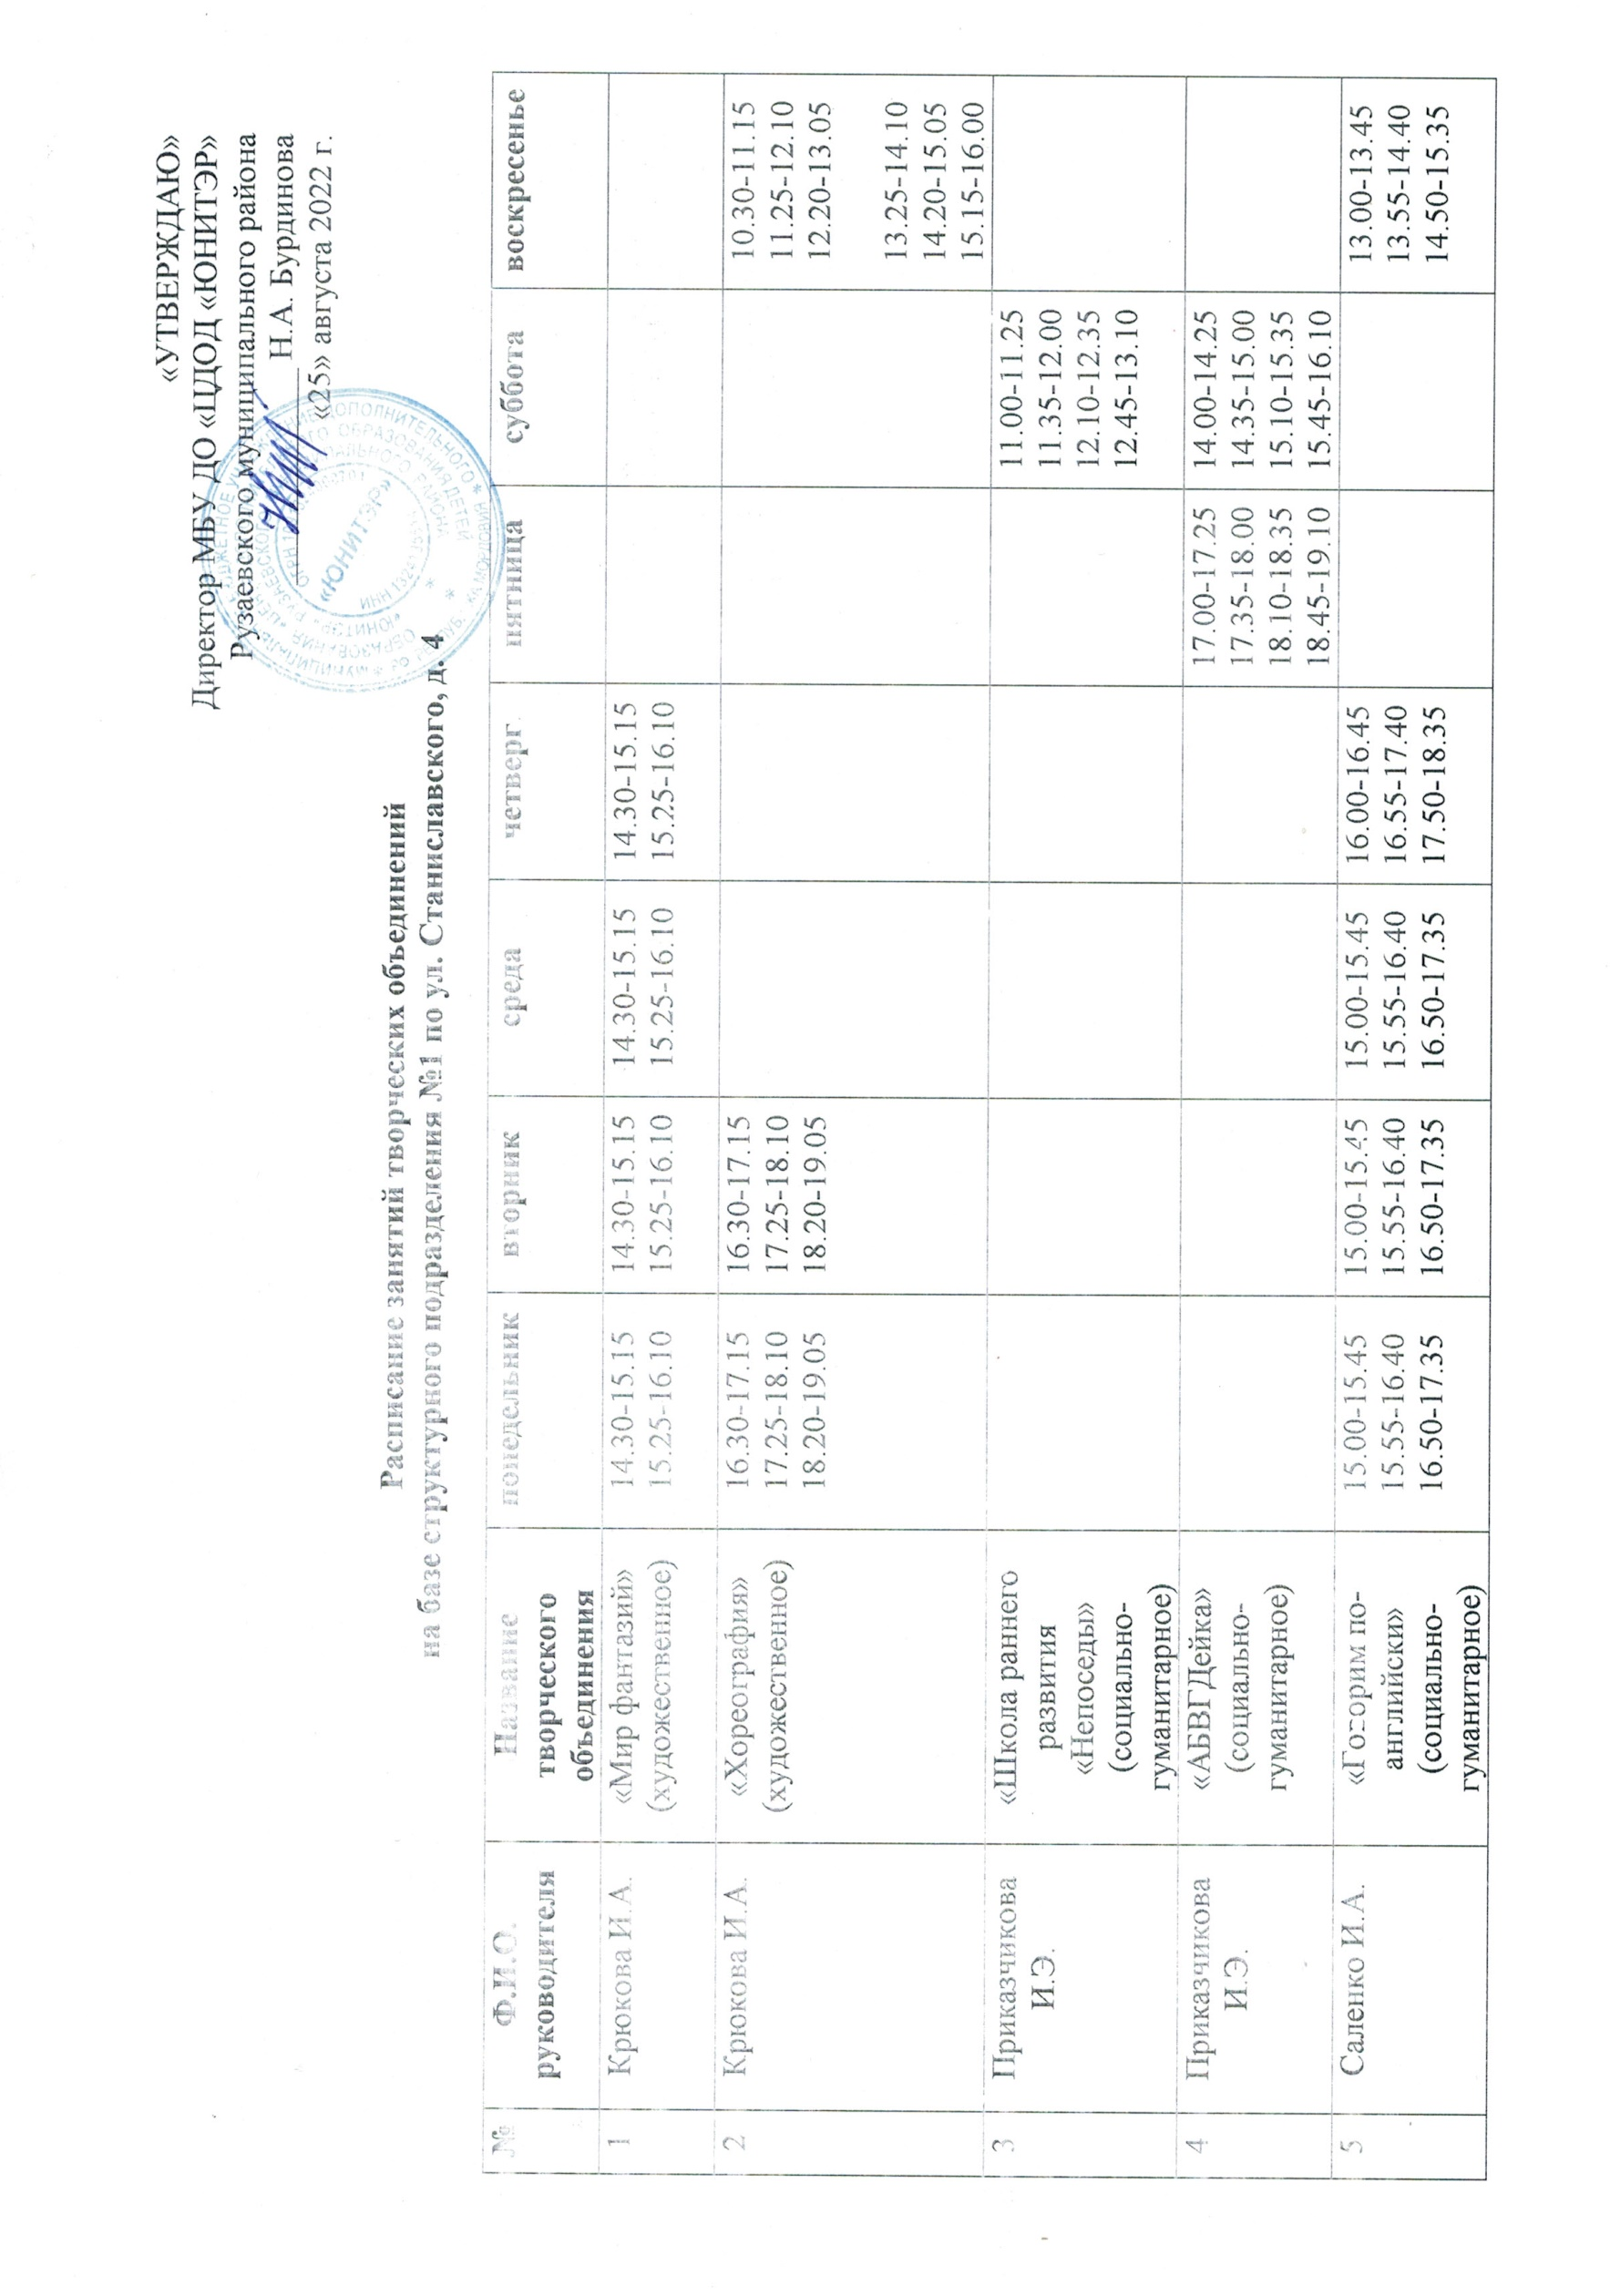 «УТВЕРЖДАЮ»
Директор МБУ ДО «ЦДОД «ЮНИТЭР»
Рузаевского муниципального района
Н.А. Бурдинова
«25» августа 2022 г.
«ЮНИТЭР»
Расписание занятий творческих объединений
на базе структурного подразделения №1 по ул. Станиславского, д. 4
№
Ф.И.О.
руководителя
Название
творческого
объединения
понедельник
вторник
среда
четверг
пятница
суббота
воскресенье
1
Крюкова И.А.
«Мир фантазий»
(художественное)
14.30-15.15
15.25-16.10
14.30-15.15
15.25-16.10
14.30-15.15
15.25-16.10
14.30-15.15
15.25-16.10
2
Крюкова И.А.
«Хореография»
(художественное)
16.30-17.15
17.25-18.10
18.20-19.05
16.30-17.15
17.25-18.10
18.20-19.05
10.30-11.15
11.25-12.10
12.20-13.05
13.25-14.10
14.20-15.05
15.15-16.00
3
Приказчикова
И.Э.
«Школа раннего
развития
«Непоседы»
(социально-
гуманитарное)
11.00-11.25
11.35-12.00
12.10-12.35
12.45-13.10
4
Приказчикова
И.Э.
«АБВГДейка»
(социально-
гуманитарное)
17.00-17.25
17.35-18.00
18.10-18.35
18.45-19.10
14.00-14.25
14.35-15.00
15.10-15.35
15.45-16.10
5
Саленко И.А.
«Говорим по-
английски»
(социально-
гуманитарное)
15.00-15.45
15.55-16.40
16.50-17.35
15.00-15.45
15.55-16.40
16.50-17.35
15.00-15.45
15.55-16.40
16.50-17.35
16.00-16.45
16.55-17.40
17.50-18.35
13.00-13.45
13.55-14.40
14.50-15.35